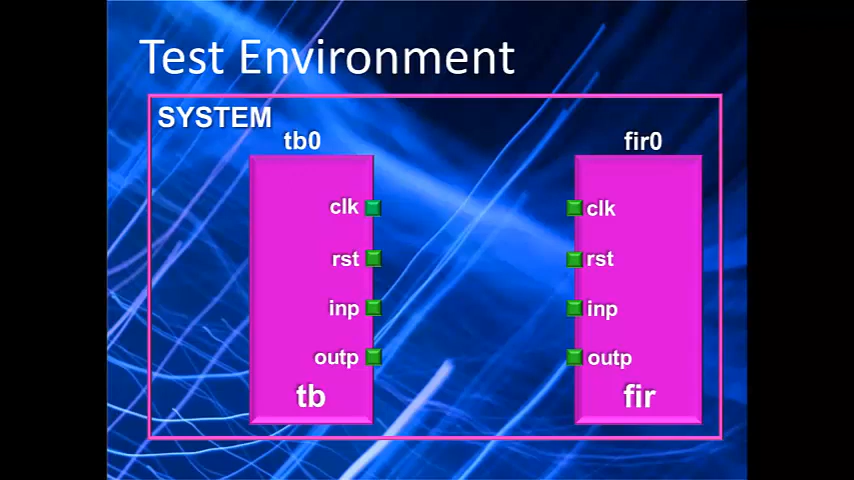 Test Environment
SYSTEM
tb0
fir0
clk
rst
inp
outp
tb
clk
rst
inp
outp
fir